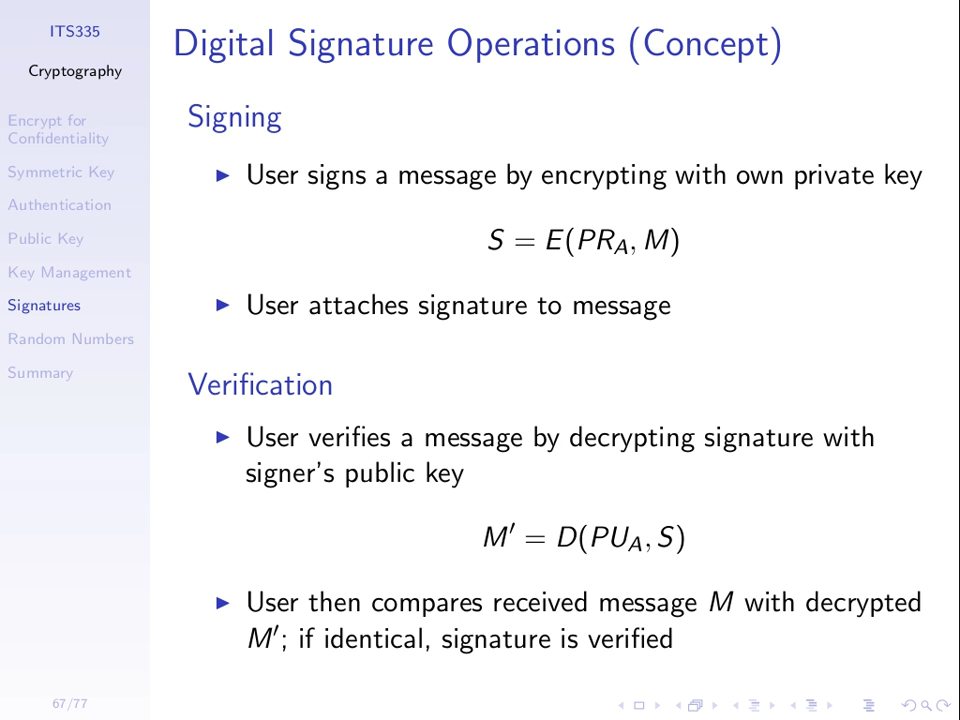 ITS335
Cryptography
Encrypt for
Confidentiality
Symmetric Key
Authentication
Public Key
Key Management
Signatures
Random Numbers
Summary
67/77
Digital Signature Operations (Concept)
Signing
► User signs a message by encrypting with own private key
S = E(PR_A, M)
► User attaches signature to message
Verification
► User verifies a message by decrypting signature with
signer's public key
M′ = D(PU_A, S)
► User then compares received message M with decrypted
M′; if identical, signature is verified